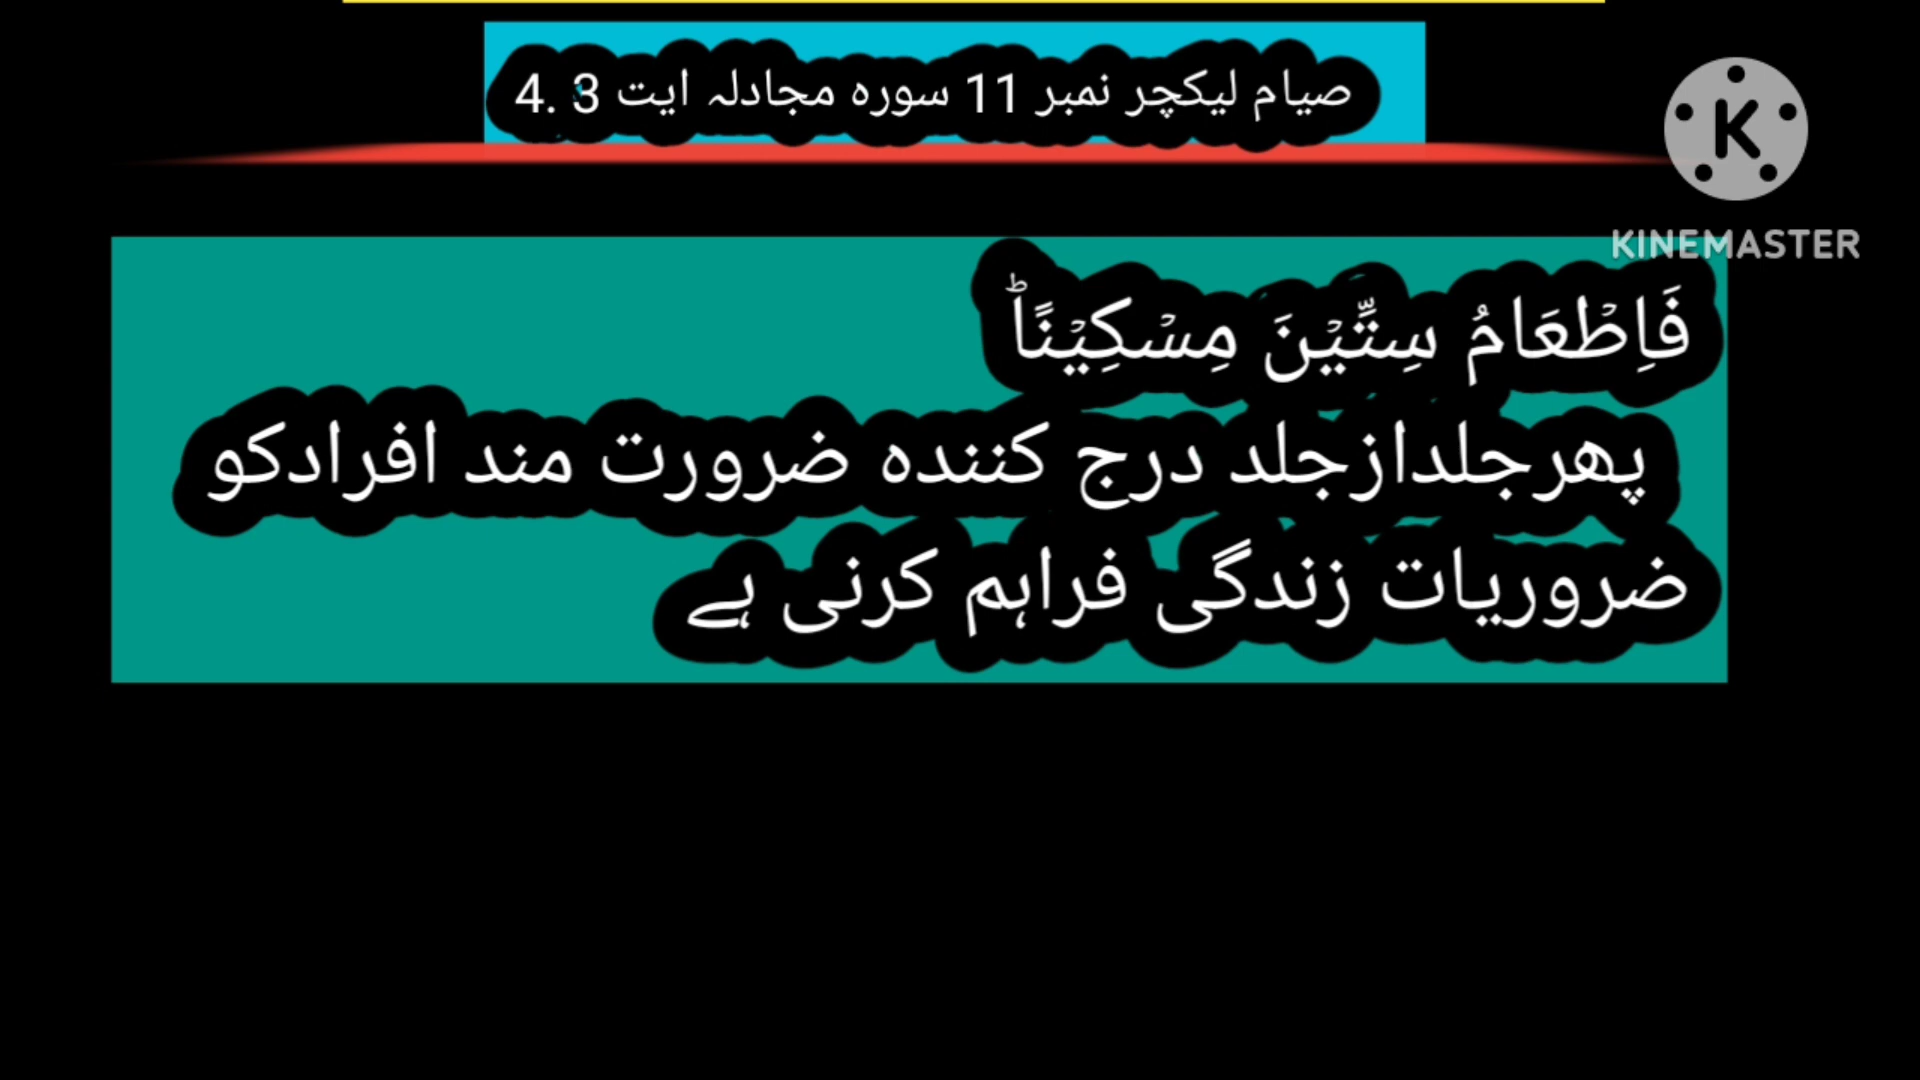 صیام لیکچر نمبر 11 سورہ مجادلہ ایت 3 .4
K
KINEMASTER
فَاِطۡعَامُ سِتِّيۡنَ مِسۡكِيۡنًا‌ؕ
پھرجلدازجلد درج کنندہ ضرورت مند افرادکو
ضروریات زندگی فراہم کرنی ہے